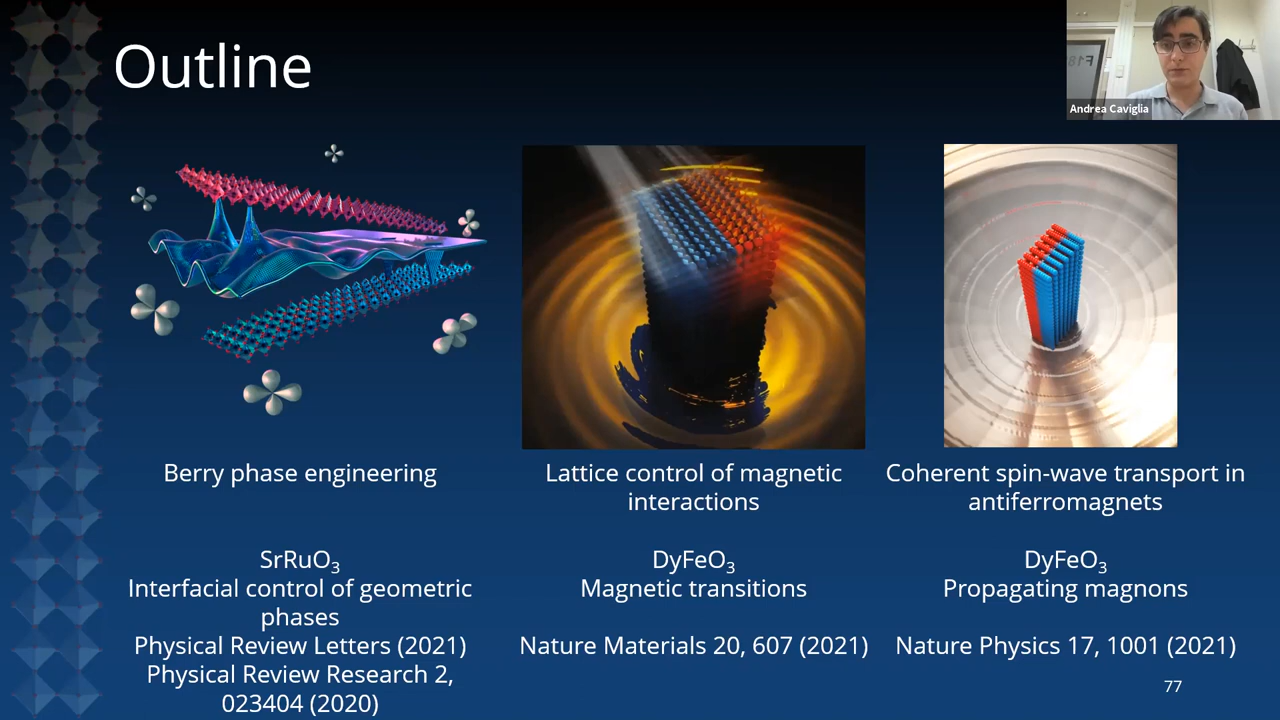 Outline
Andrea Caviglia
Berry phase engineering
SrRuO₃
Interfacial control of geometric
phases
Physical Review Letters (2021)
Physical Review Research 2,
023404 (2020)
Lattice control of magnetic
interactions
DyFeO₃
Magnetic transitions
Nature Materials 20, 607 (2021)
Coherent spin-wave transport in
antiferromagnets
DyFeO₃
Propagating magnons
Nature Physics 17, 1001 (2021)
77